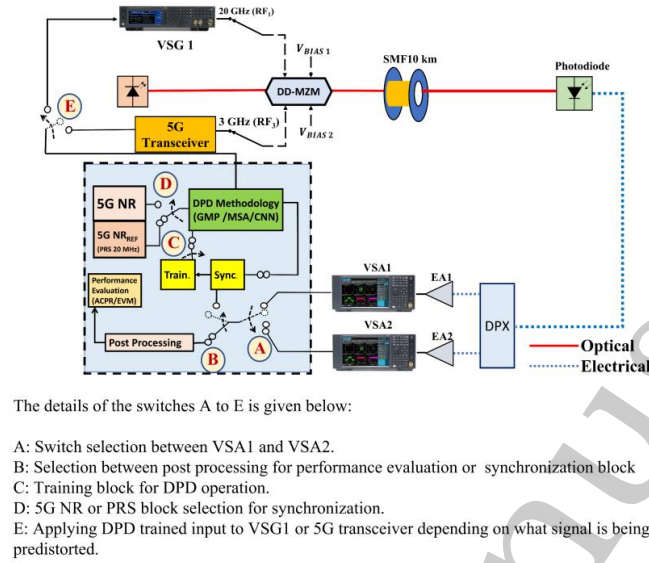 20 GHz (RF₁)
VSG 1
V_BIAS 1
SMF10 km
Photodiode
DD-MZM
E
5G
Transceiver
3 GHz (RF₃)
V_BIAS 2
D
5G NR
DPD Methodology
(GMP /MSA/CNN)
5G NR_REF
(PRS 20 MHz)
C
Train.
Sync.
Performance
Evaluation
(ACPR/EVM)
VSA1
EA1
DPX
VSA2
EA2
Post Processing
B
A
Optical
Electrical
The details of the switches A to E is given below:
A: Switch selection between VSA1 and VSA2.
B: Selection between post processing for performance evaluation or synchronization block
C: Training block for DPD operation.
D: 5G NR or PRS block selection for synchronization.
E: Applying DPD trained input to VSG1 or 5G transceiver depending on what signal is being
predistorted.